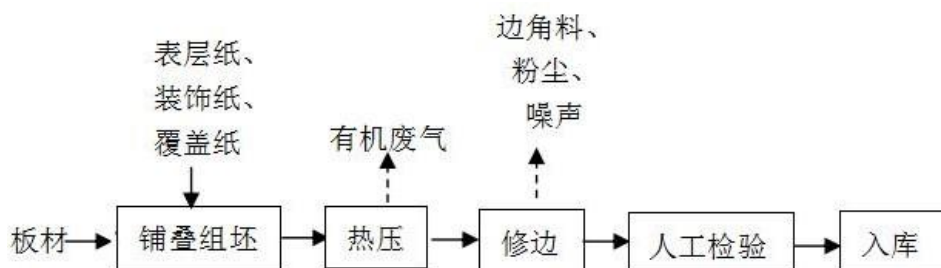 表层纸、
装饰纸、
覆盖纸
有机废气
边角料、
粉尘、
噪声
板材
铺叠组坯
热压
修边
人工检验
入库